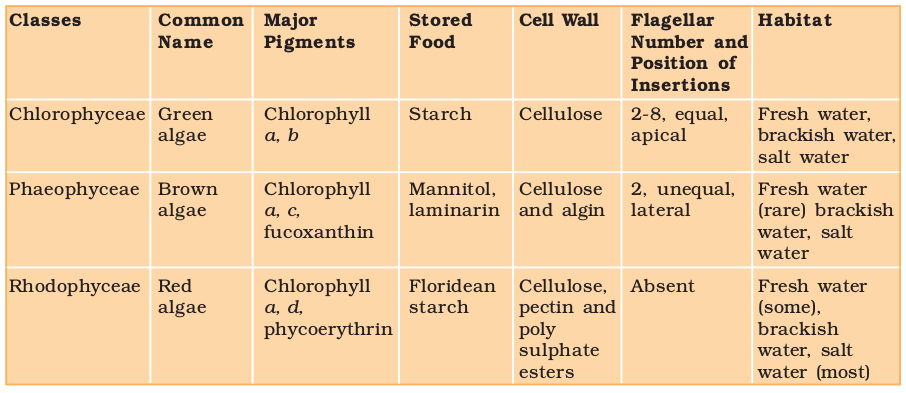 Classes
Common
Name
Major
Pigments
Stored
Food
Cell Wall
Flagellar
Number and
Position of
Insertions
Habitat
Chlorophyceae
Green
algae
Chlorophyll
a, b
Starch
Cellulose
2-8, equal,
apical
Fresh water,
brackish water,
salt water
Phaeophyceae
Brown
algae
Chlorophyll
a, c,
fucoxanthin
Mannitol,
laminarin
Cellulose
and algin
2, unequal,
lateral
Fresh water
(rare) brackish
water, salt
water
Rhodophyceae
Red
algae
Chlorophyll
a, d,
phycoerythrin
Floridean
starch
Cellulose,
pectin and
poly
sulphate
esters
Absent
Fresh water
(some),
brackish
water, salt
water (most)